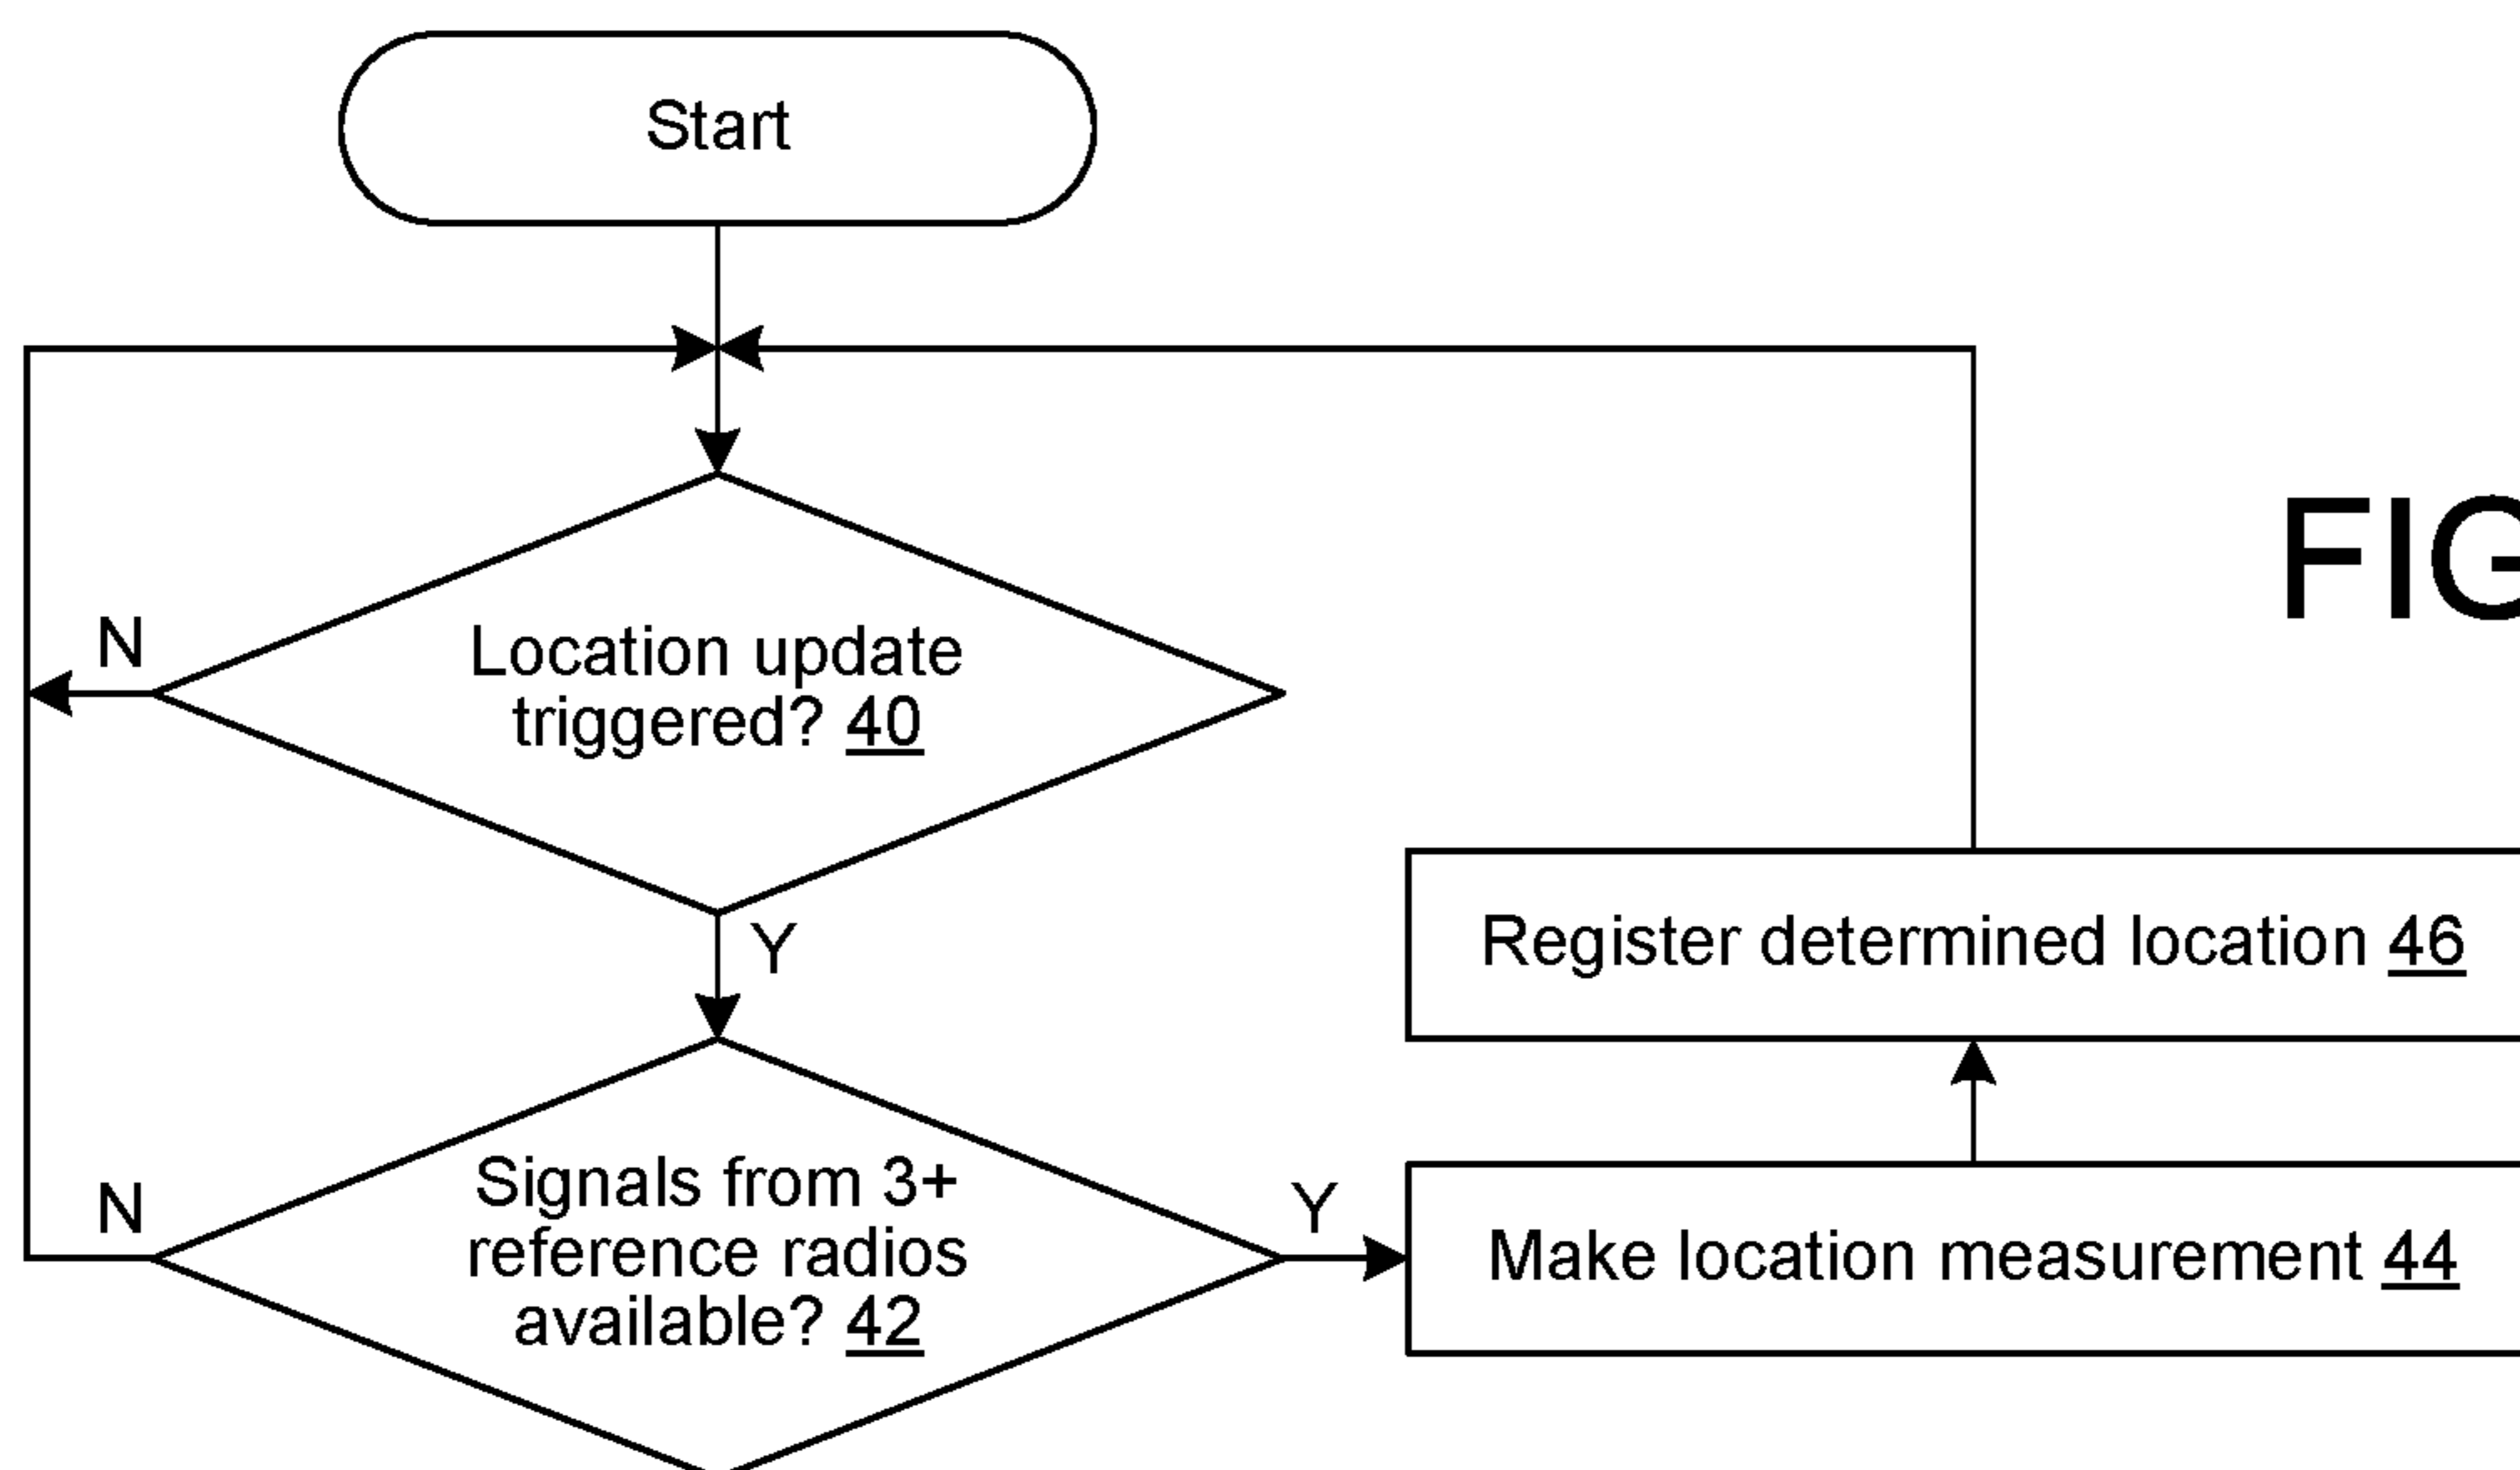 Start
N
Location update
triggered? 40
Y
FIG
Register determined location 46
N
Signals from 3+
reference radios
available? 42
Y
Make location measurement 44